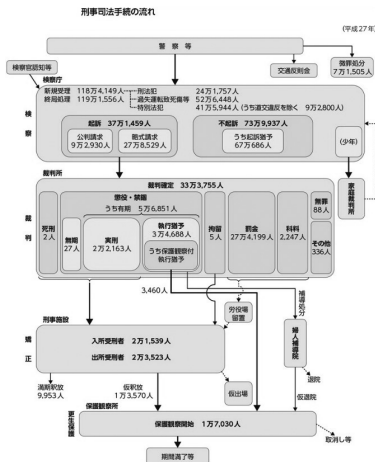 刑事司法手続の流れ
(平成27年)
警察等
検察官認知等
交通反則金
微罪処分
7万1,505人
検察庁
新規受理 118万4,149人
終局処理 119万1,556人
刑法犯 24万1,757人
過失運転致死傷等 52万6,448人
特別法犯 41万5,944人(うち道交違反を除く 9万2,800人)
検察
起訴 37万1,459人
公判請求
9万2,930人
略式請求
27万8,529人
不起訴 73万9,937人
うち起訴猶予
67万686人
(少年)
家庭裁判所
裁判所
裁判
裁判確定 33万3,755人
死刑
2人
懲役・禁錮
うち有期 5万6,851人
無期
27人
実刑
2万2,163人
執行猶予
3万4,688人
うち保護観察付
執行猶予
拘留
5人
罰金
27万4,199人
科料
2,247人
無罪
88人
その他
336人
3,460人
労役場
留置
補導処分
婦人補導院
刑事施設
矯正
入所受刑者 2万1,539人
出所受刑者 2万3,523人
満期釈放
9,953人
仮釈放
1万3,570人
仮出場
退院
仮退院
更生保護
保護観察所
保護観察開始 1万7,030人
取消し等
期間満了等